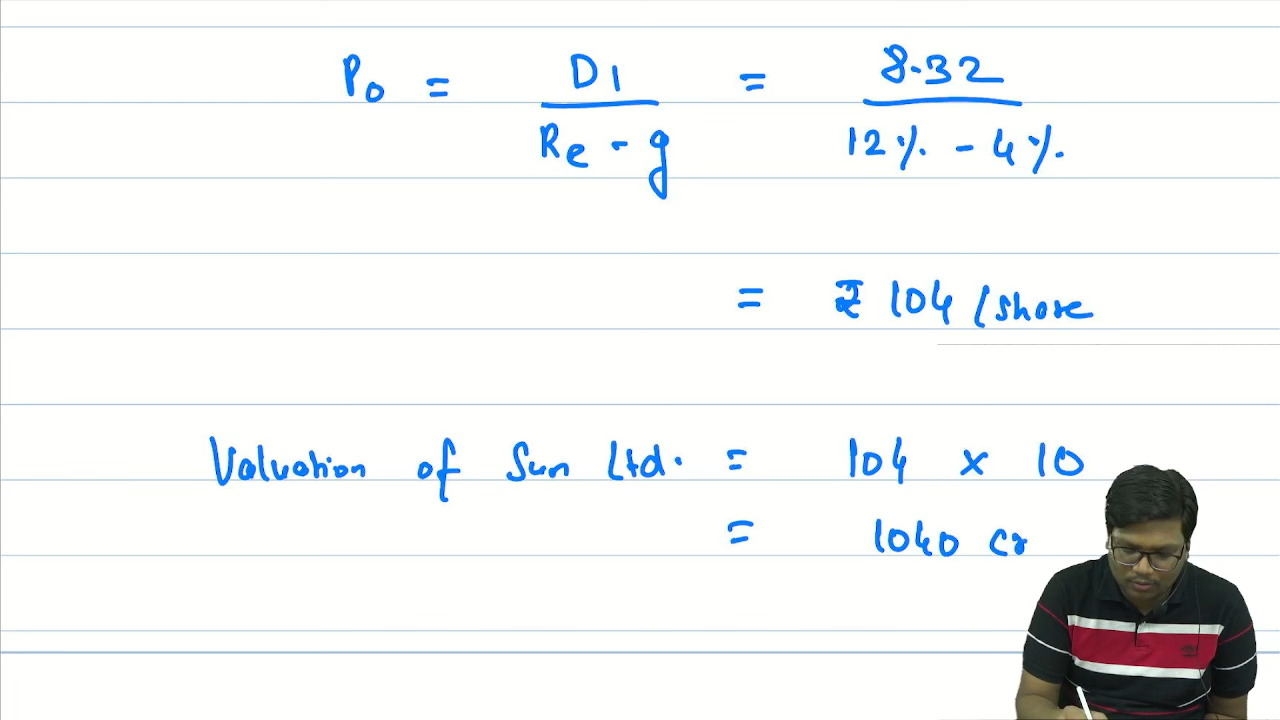 P0 = D1 / Re - g = 8.32 / 12% - 4%
= ₹ 104 /share
Valuation of Sun Ltd. = 104 x 10
= 1040 cr